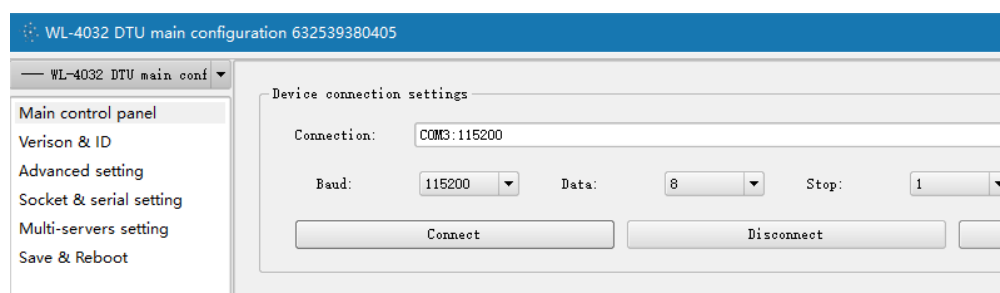 WL-4032 DTU main configuration 632539380405
WL-4032 DTU main conf
Main control panel
Verison & ID
Advanced setting
Socket & serial setting
Multi-servers setting
Save & Reboot
Device connection settings
Connection: COM3:115200
Baud: 115200 Data: 8 Stop: 1
Connect Disconnect